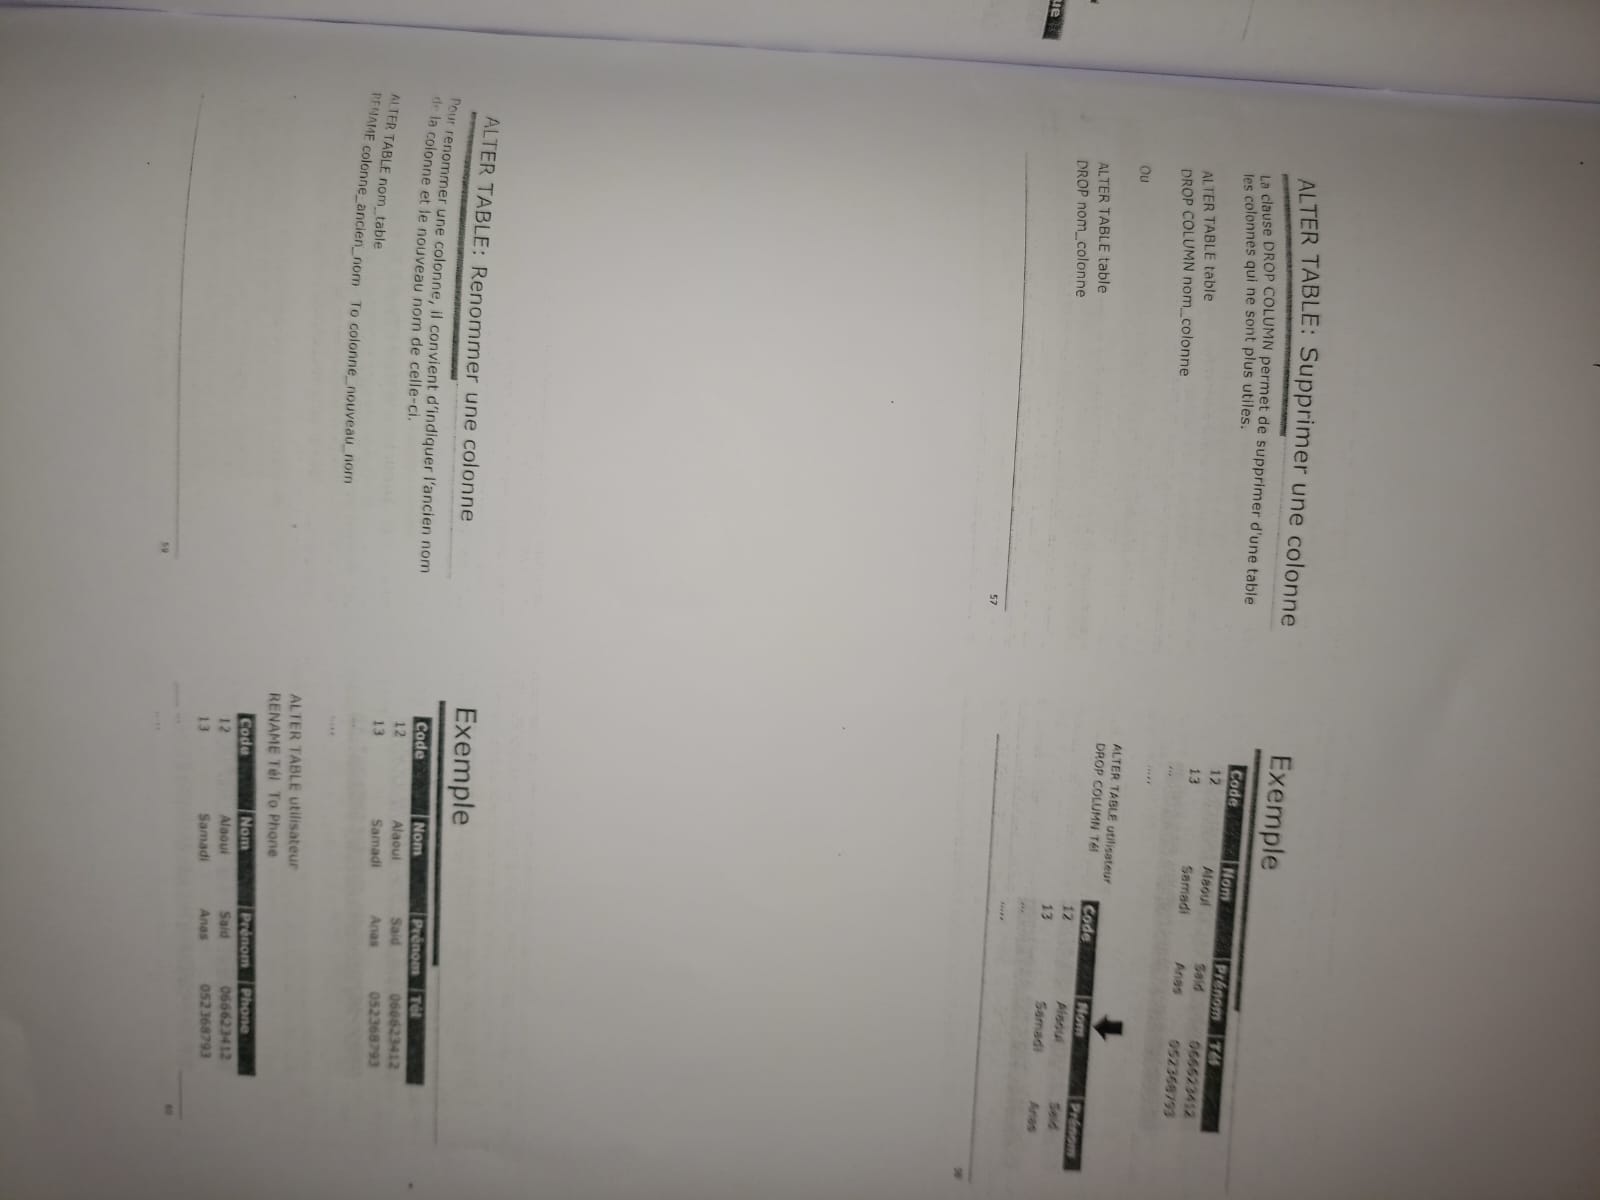 ALTER TABLE: Supprimer une colonne
La clause DROP COLUMN permet de supprimer d'une table
les colonnes qui ne sont plus utiles.
ALTER TABLE table
DROP COLUMN nom_colonne
Ou
ALTER TABLE table
DROP nom_colonne
57
Exemple
Code Nom Prénom Tél
12 Alaoui Said 066623412
13 Samadi Anas 052368793
...
.....
ALTER TABLE utilisateur
DROP COLUMN Tél
Code Nom Prénom
12 Alaoui Said
13 Samadi Anas
...
.....
58
ue
ALTER TABLE: Renommer une colonne
Pour renommer une colonne, il convient d'indiquer l'ancien nom
de la colonne et le nouveau nom de celle-ci.
ALTER TABLE nom_table
RENAME colonne_ancien_nom To colonne_nouveau_nom
59
Exemple
Code Nom Prénom Tél
12 Alaoui Said 066623412
13 Samadi Anas 052368793
...
.....
ALTER TABLE utilisateur
RENAME Tél To Phone
Code Nom Prénom Phone
12 Alaoui Said 066623412
13 Samadi Anas 052368793
...
.....
60